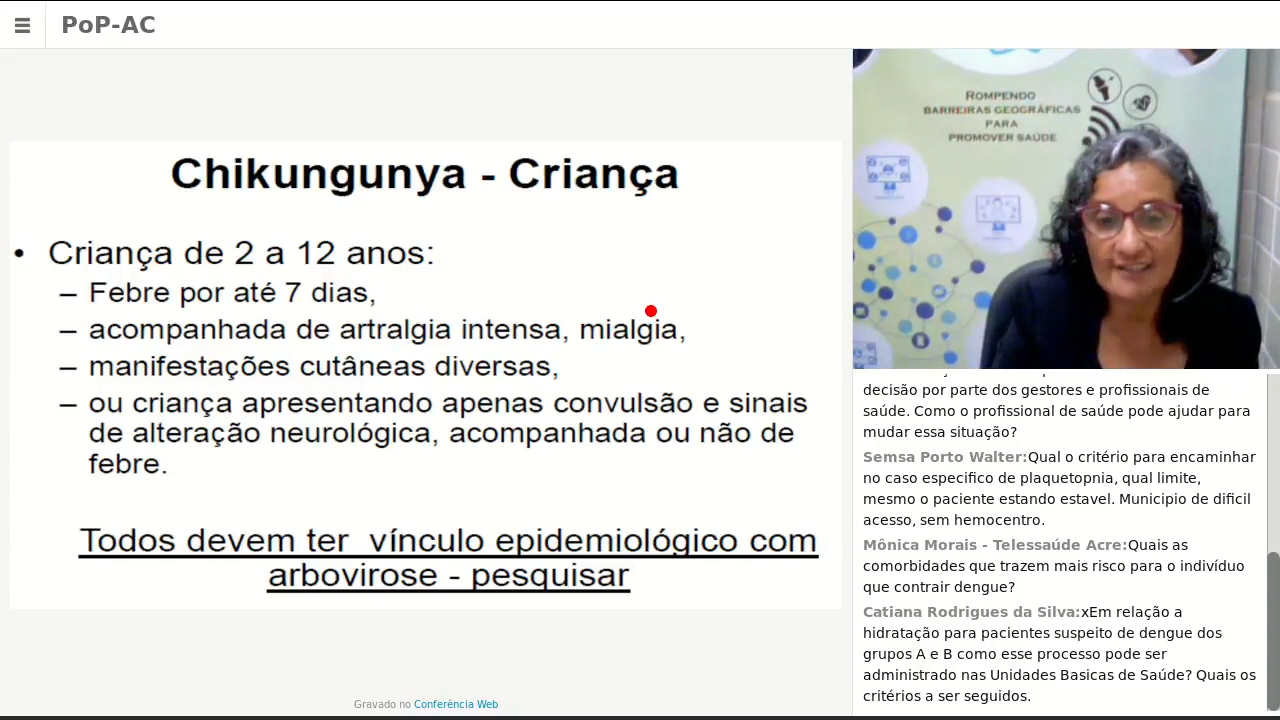 PoP-AC
Chikungunya - Criança
• Criança de 2 a 12 anos:
– Febre por até 7 dias,
– acompanhada de artralgia intensa, mialgia,
– manifestações cutâneas diversas,
– ou criança apresentando apenas convulsão e sinais
de alteração neurológica, acompanhada ou não de
febre.
Todos devem ter vínculo epidemiológico com
arbovirose - pesquisar
Gravado no Conferência Web
ROMPENDO
BARREIRAS GEOGRÁFICAS
PARA
PROMOVER SAÚDE
decisão por parte dos gestores e profissionais de
saúde. Como o profissional de saúde pode ajudar para
mudar essa situação?
Semsa Porto Walter:Qual o critério para encaminhar
no caso especifico de plaquetopnia, qual limite,
mesmo o paciente estando estavel. Municipio de dificil
acesso, sem hemocentro.
Mônica Morais - Telessaúde Acre:Quais as
comorbidades que trazem mais risco para o indivíduo
que contrair dengue?
Catiana Rodrigues da Silva:xEm relação a
hidratação para pacientes suspeito de dengue dos
grupos A e B como esse processo pode ser
administrado nas Unidades Basicas de Saúde? Quais os
critérios a ser seguidos.